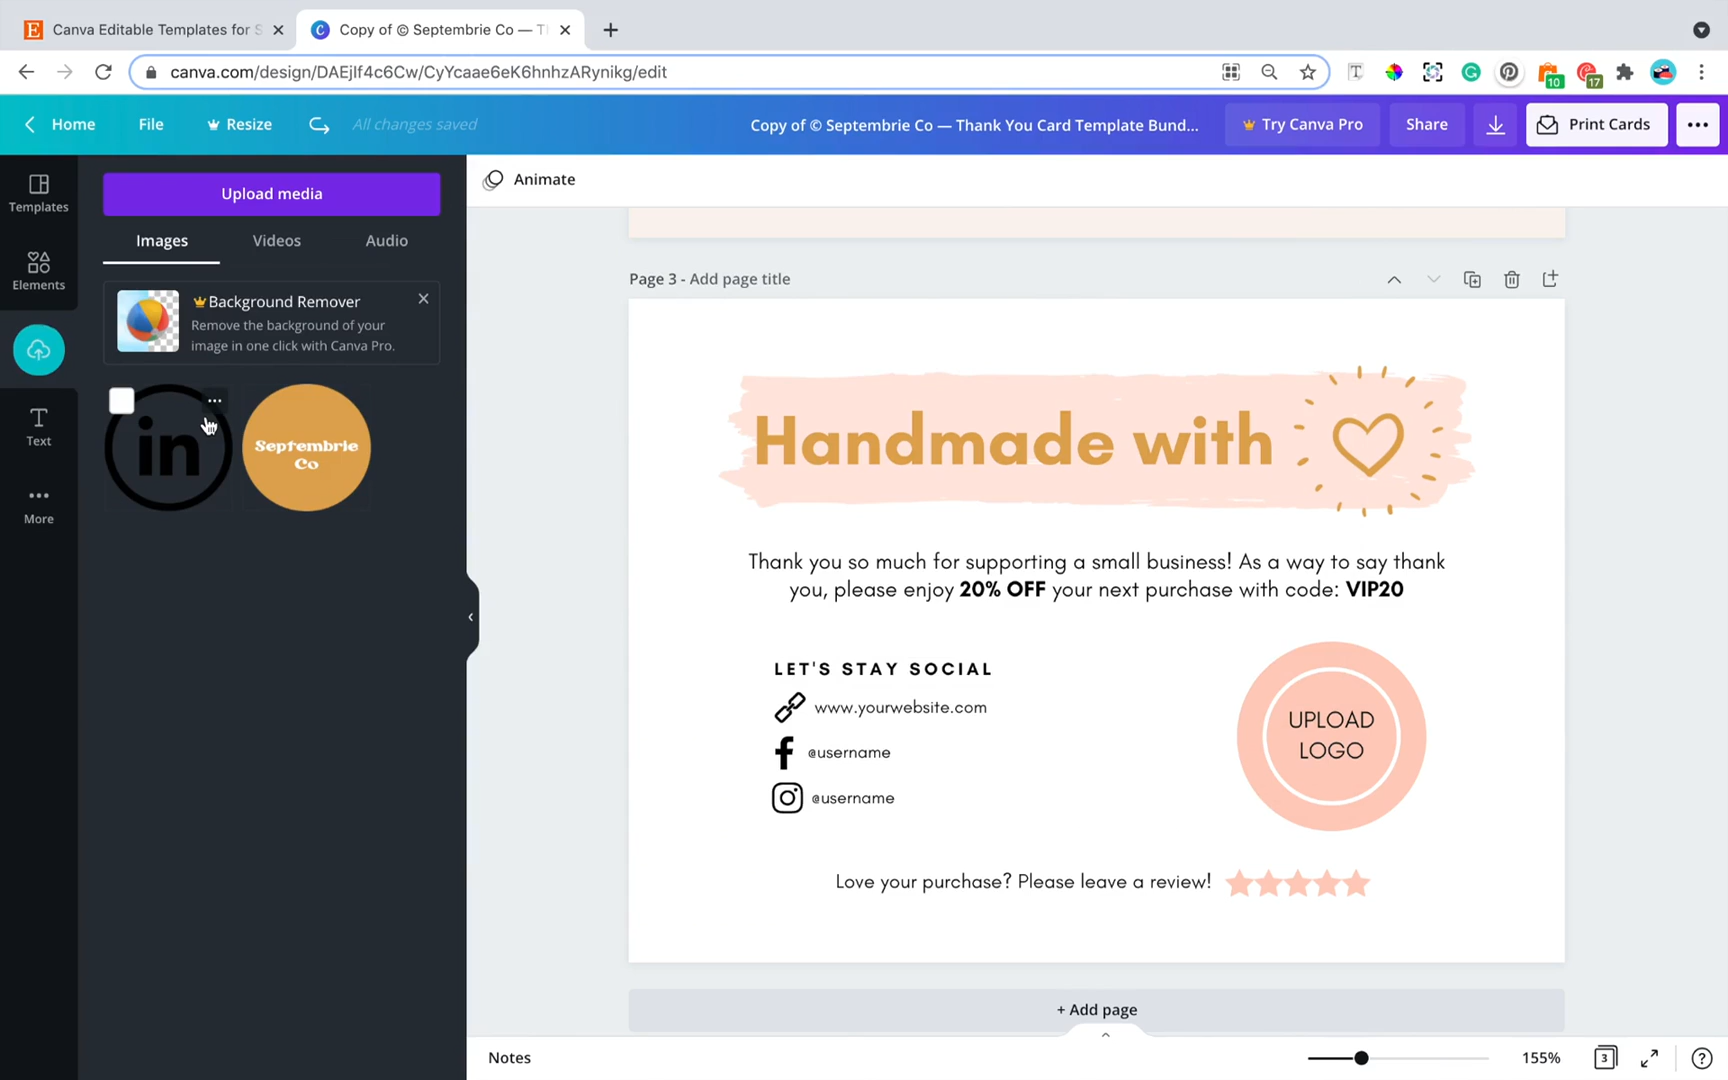 Canva Editable Templates for S
Copy of © Septembrie Co — Th
canva.com/design/DAEjlf4c6Cw/CyYcaae6eK6hnhzARynikg/edit
10
17
Home
File
Resize
All changes saved
Copy of © Septembrie Co — Thank You Card Template Bund...
Try Canva Pro
Share
Print Cards
Templates
Elements
Text
More
Upload media
Images
Videos
Audio
Background Remover
Remove the background of your
image in one click with Canva Pro.
in
Septembrie
Co
Animate
Page 3 - Add page title
Handmade with
Thank you so much for supporting a small business! As a way to say thank
you, please enjoy 20% OFF your next purchase with code: VIP20
LET'S STAY SOCIAL
www.yourwebsite.com
@username
@username
UPLOAD
LOGO
Love your purchase? Please leave a review!
+ Add page
Notes
155%
3